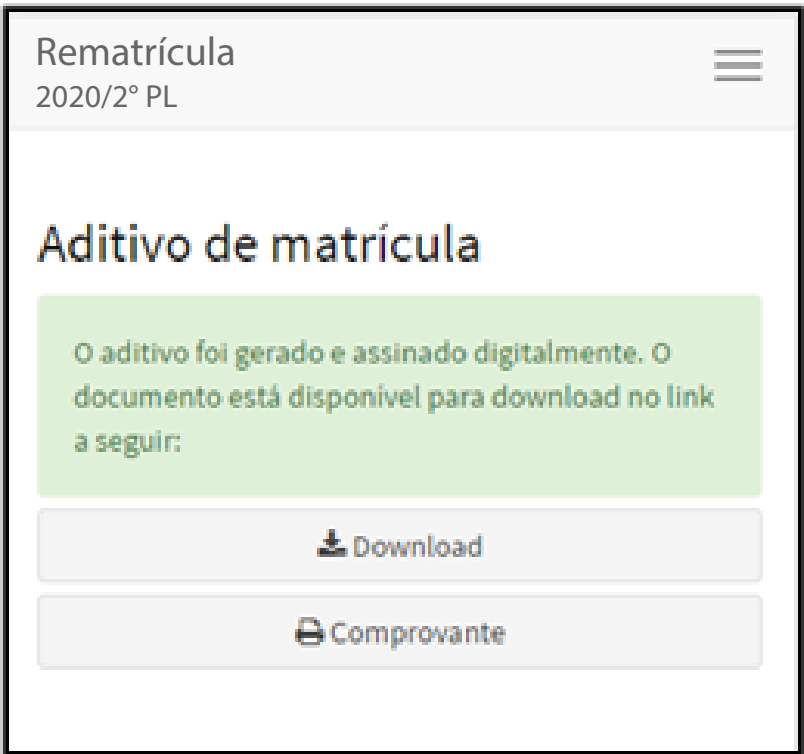 Rematrícula
2020/2° PL
Aditivo de matrícula
O aditivo foi gerado e assinado digitalmente. O
documento está disponível para download no link
a seguir:
Download
Comprovante